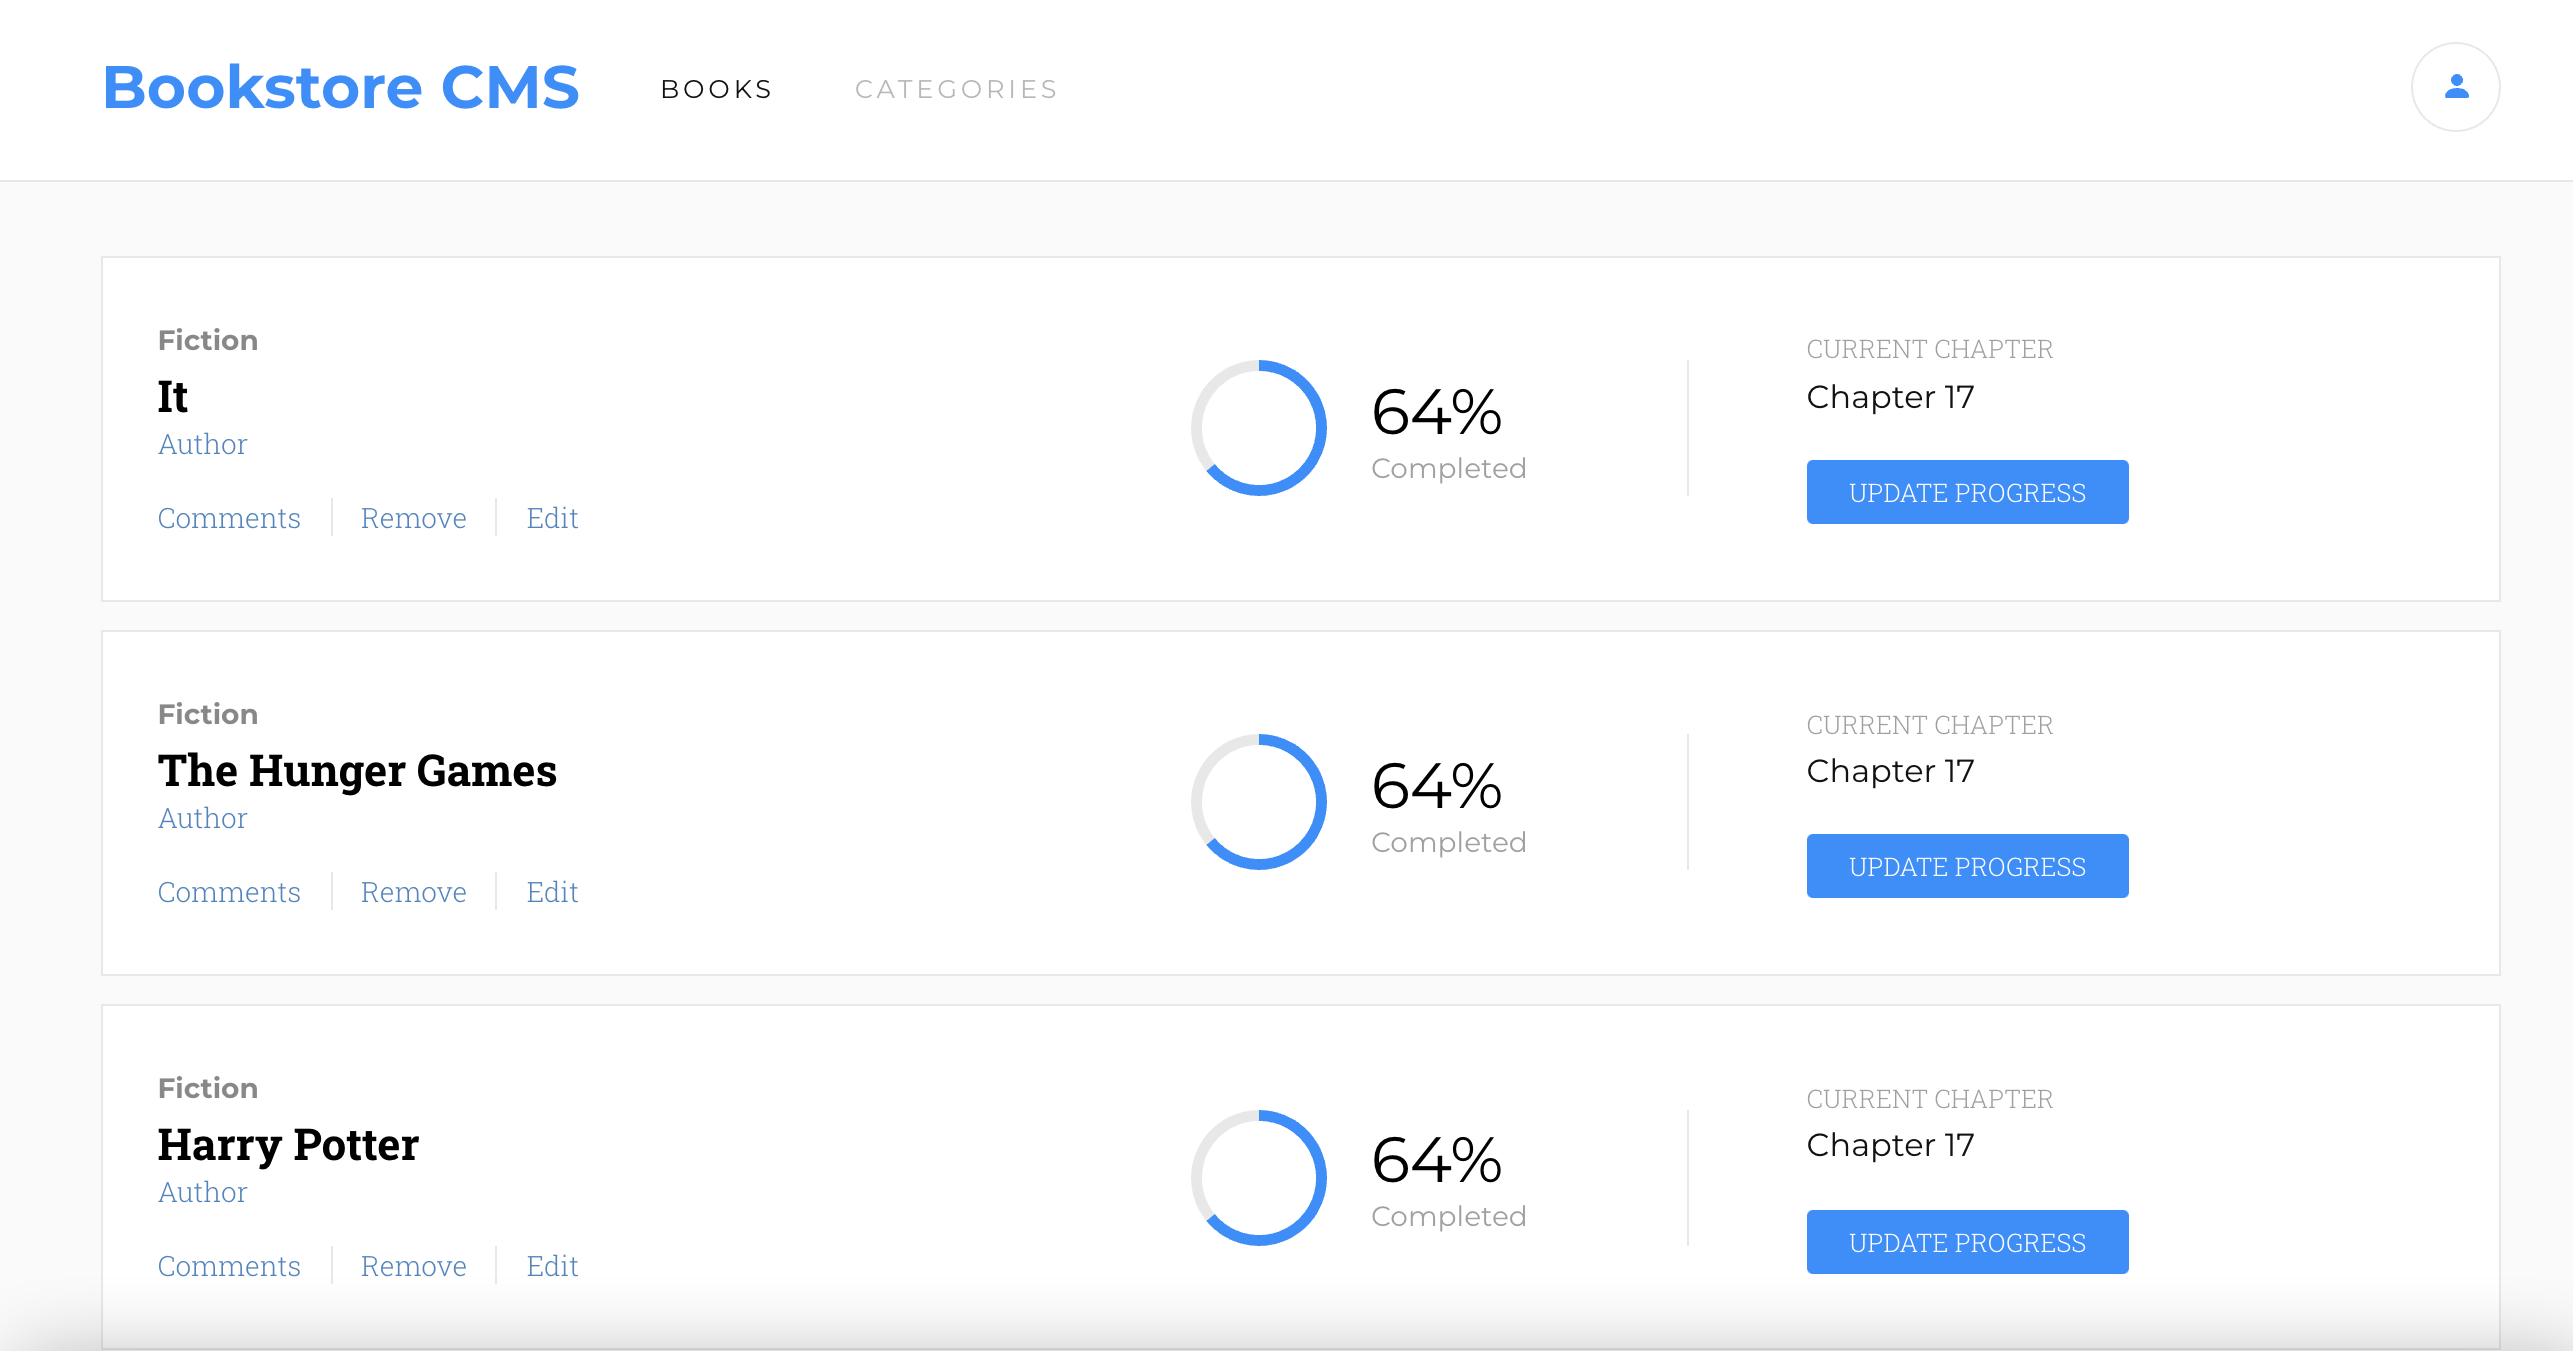 Bookstore CMS BOOKS CATEGORIES
Fiction
It
Author
Comments Remove Edit
64%
Completed
CURRENT CHAPTER
Chapter 17
UPDATE PROGRESS
Fiction
The Hunger Games
Author
Comments Remove Edit
64%
Completed
CURRENT CHAPTER
Chapter 17
UPDATE PROGRESS
Fiction
Harry Potter
Author
Comments Remove Edit
64%
Completed
CURRENT CHAPTER
Chapter 17
UPDATE PROGRESS